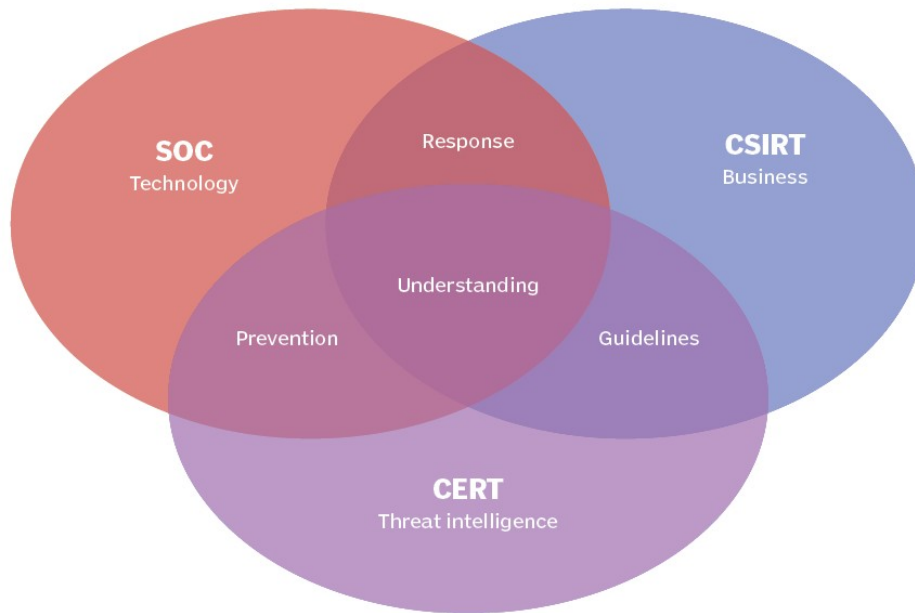 SOC
Technology
Response
CSIRT
Business
Understanding
Prevention
Guidelines
CERT
Threat intelligence